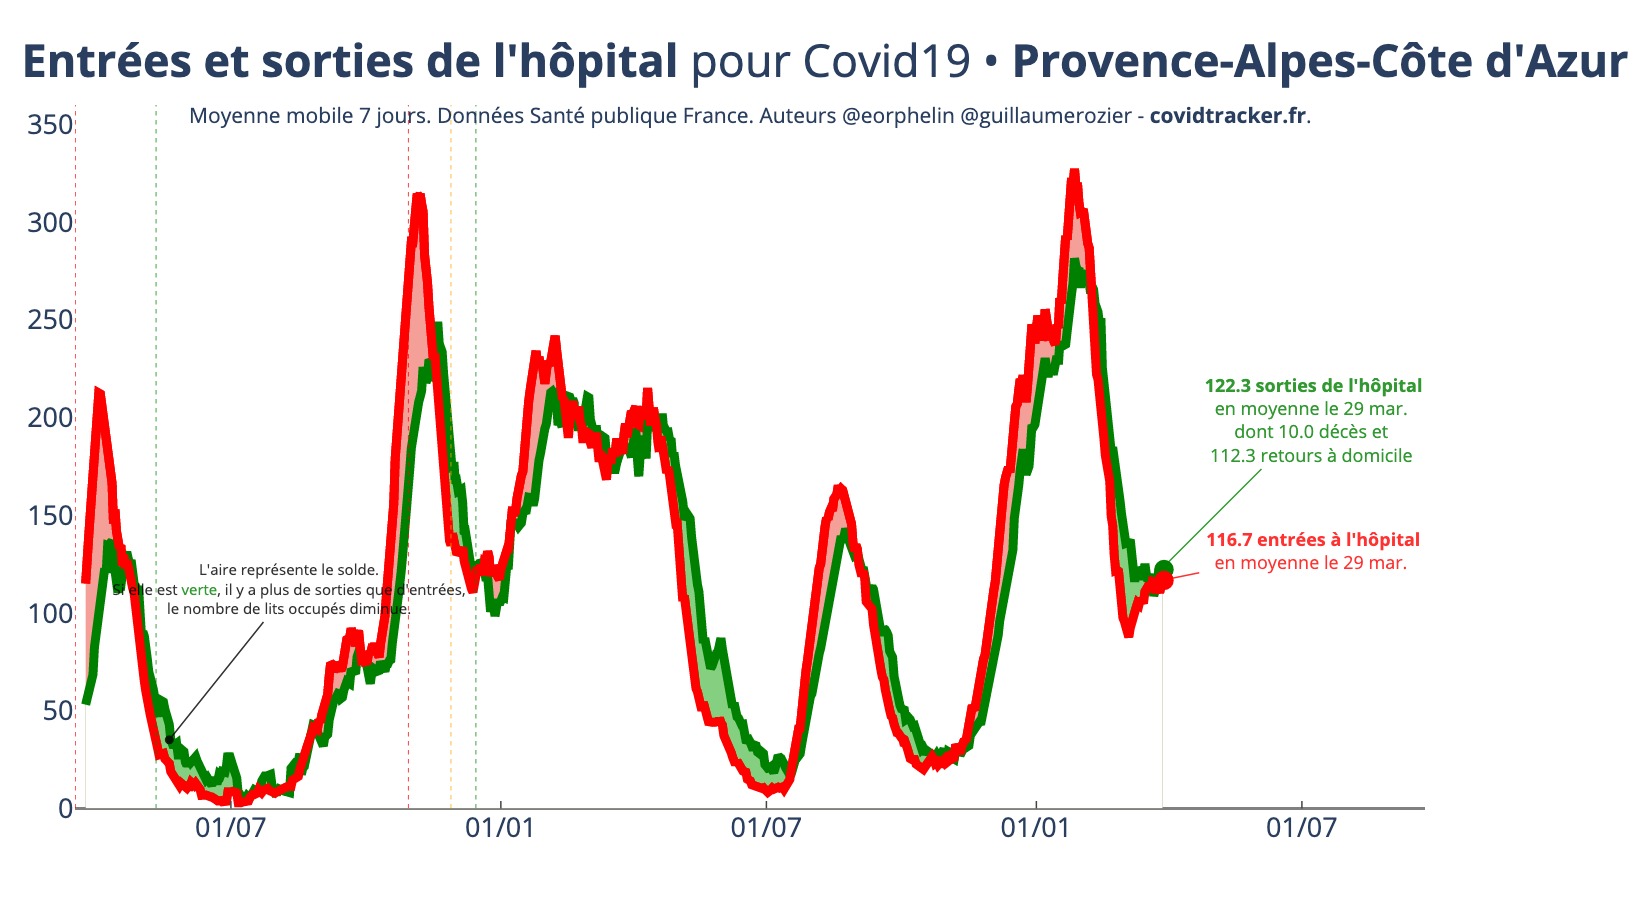 Entrées et sorties de l'hôpital pour Covid19 • Provence-Alpes-Côte d'Azur
Moyenne mobile 7 jours. Données Santé publique France. Auteurs @eorphelin @guillaumerozier - covidtracker.fr.
350
300
250
200
150
100
50
0
122.3 sorties de l'hôpital
en moyenne le 29 mar.
dont 10.0 décès et
112.3 retours à domicile
116.7 entrées à l'hôpital
en moyenne le 29 mar.
L'aire représente le solde.
Si elle est verte, il y a plus de sorties que d'entrées,
le nombre de lits occupés diminue.
01/07
01/01
01/07
01/01
01/07